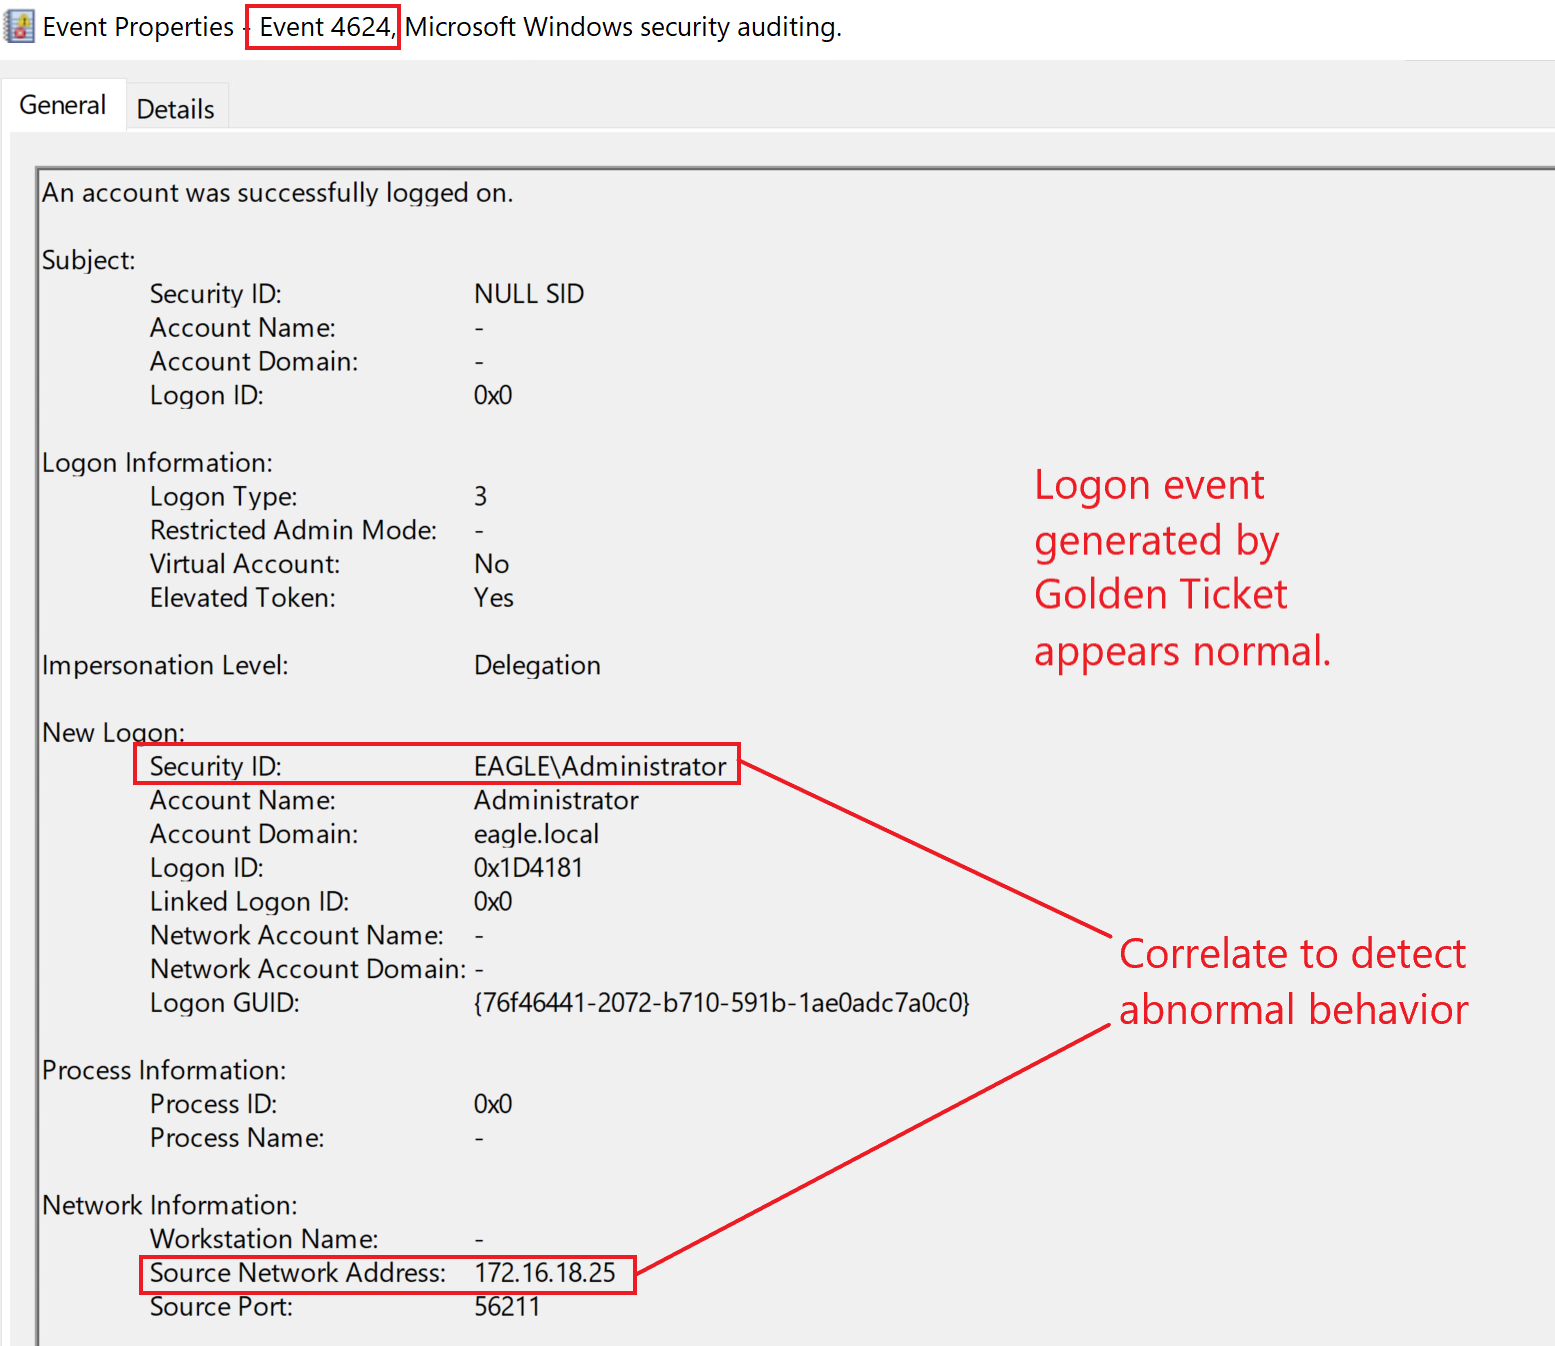 Event Properties - Event 4624, Microsoft Windows security auditing.
General
Details
An account was successfully logged on.
Subject:
Security ID: NULL SID
Account Name: -
Account Domain: -
Logon ID: 0x0
Logon Information:
Logon Type: 3
Restricted Admin Mode: -
Virtual Account: No
Elevated Token: Yes
Impersonation Level: Delegation
New Logon:
Security ID: EAGLE\Administrator
Account Name: Administrator
Account Domain: eagle.local
Logon ID: 0x1D4181
Linked Logon ID: 0x0
Network Account Name: -
Network Account Domain: -
Logon GUID: {76f46441-2072-b710-591b-1ae0adc7a0c0}
Process Information:
Process ID: 0x0
Process Name: -
Network Information:
Workstation Name: -
Source Network Address: 172.16.18.25
Source Port: 56211
Logon event
generated by
Golden Ticket
appears normal.
Correlate to detect
abnormal behavior